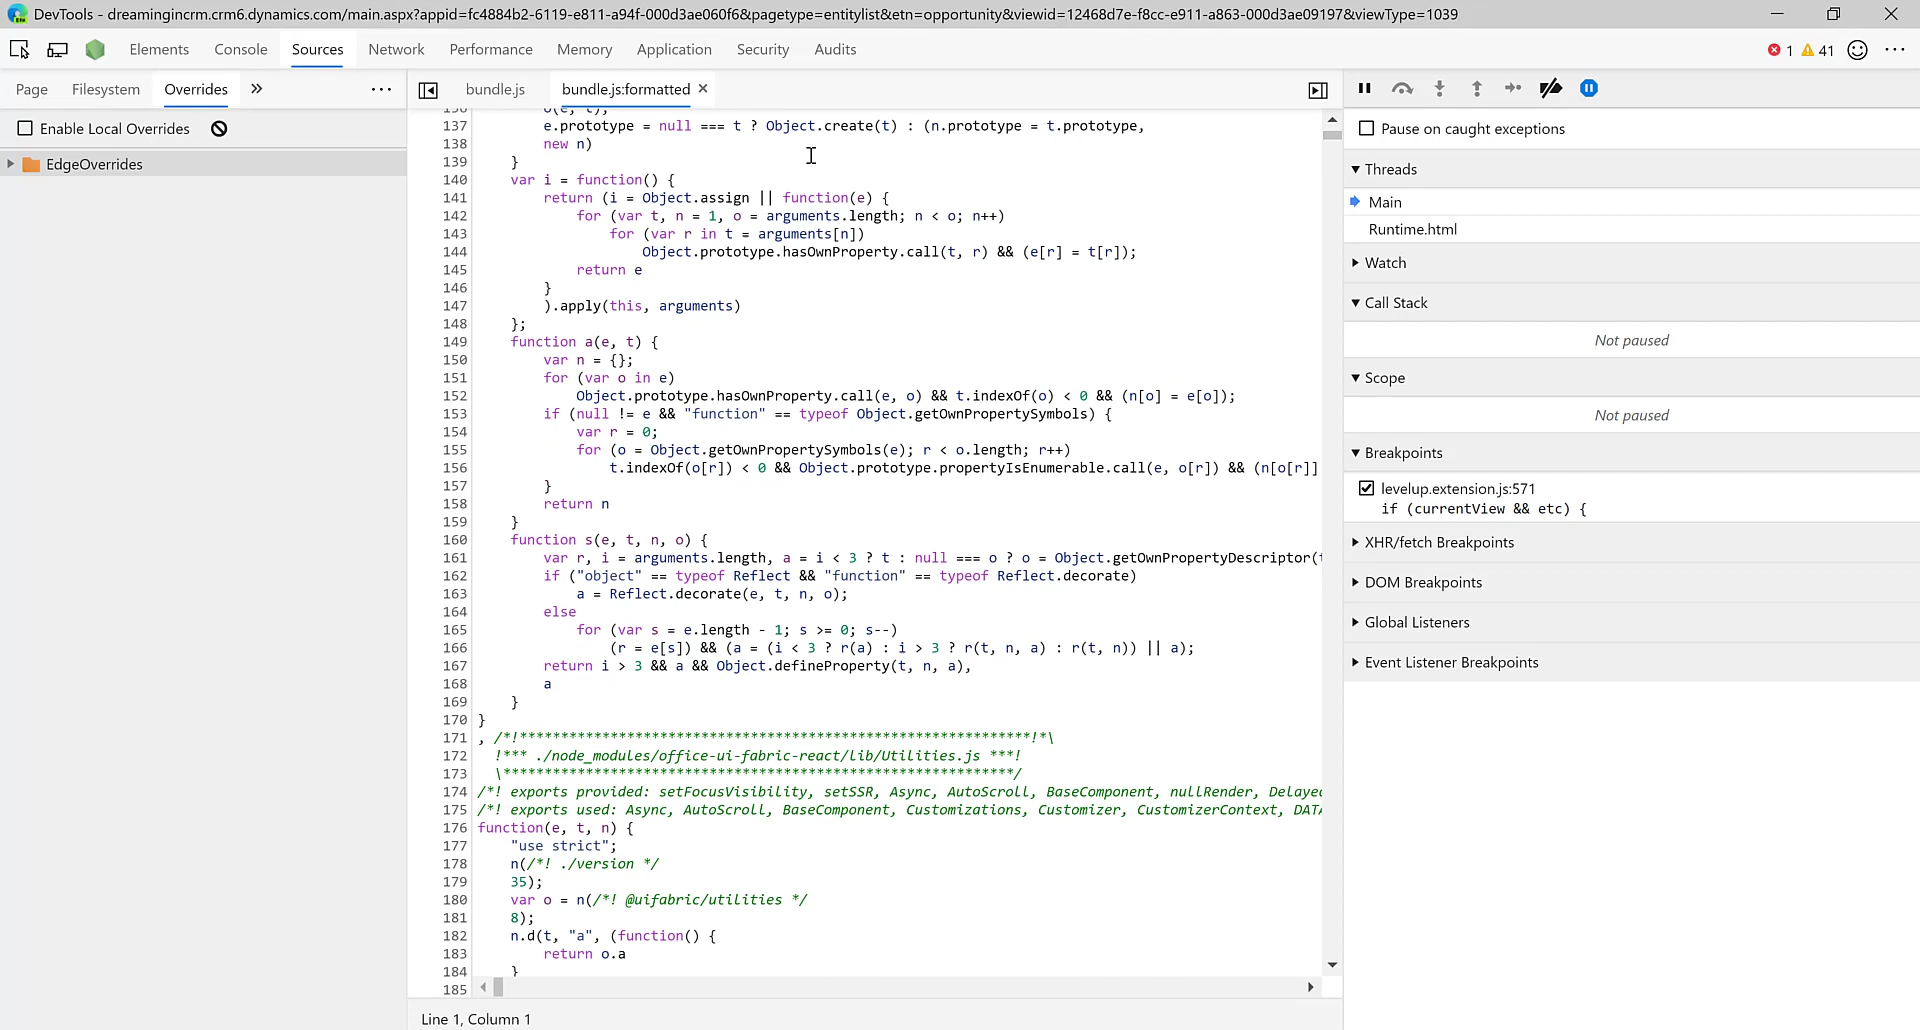 DevTools - dreamingincrm.crm6.dynamics.com/main.aspx?appid=fc4884b2-6119-e811-a94f-000d3ae060f6&pagetype=entitylist&etn=opportunity&viewid=12468d7e-f8cc-e911-a863-000d3ae09197&viewType=1039
Elements Console Sources Network Performance Memory Application Security Audits 1 41
Page Filesystem Overrides
Enable Local Overrides
EdgeOverrides
bundle.js bundle.js:formatted
136 o(e, t),
137 e.prototype = null === t ? Object.create(t) : (n.prototype = t.prototype,
138 new n)
139 }
140 var i = function() {
141 return (i = Object.assign || function(e) {
142 for (var t, n = 1, o = arguments.length; n < o; n++)
143 for (var r in t = arguments[n])
144 Object.prototype.hasOwnProperty.call(t, r) && (e[r] = t[r]);
145 return e
146 }
147 ).apply(this, arguments)
148 };
149 function a(e, t) {
150 var n = {};
151 for (var o in e)
152 Object.prototype.hasOwnProperty.call(e, o) && t.indexOf(o) < 0 && (n[o] = e[o]);
153 if (null != e && "function" == typeof Object.getOwnPropertySymbols) {
154 var r = 0;
155 for (o = Object.getOwnPropertySymbols(e); r < o.length; r++)
156 t.indexOf(o[r]) < 0 && Object.prototype.propertyIsEnumerable.call(e, o[r]) && (n[o[r]]
157 }
158 return n
159 }
160 function s(e, t, n, o) {
161 var r, i = arguments.length, a = i < 3 ? t : null === o ? o = Object.getOwnPropertyDescriptor(t
162 if ("object" == typeof Reflect && "function" == typeof Reflect.decorate)
163 a = Reflect.decorate(e, t, n, o);
164 else
165 for (var s = e.length - 1; s >= 0; s--)
166 (r = e[s]) && (a = (i < 3 ? r(a) : i > 3 ? r(t, n, a) : r(t, n)) || a);
167 return i > 3 && a && Object.defineProperty(t, n, a),
168 a
169 }
170 }
171 , /*!**************************************************************!*\
172 !*** ./node_modules/office-ui-fabric-react/lib/Utilities.js ***!
173 \**************************************************************/
174 /*! exports provided: setFocusVisibility, setSSR, Async, AutoScroll, BaseComponent, nullRender, Delayed
175 /*! exports used: Async, AutoScroll, BaseComponent, Customizations, Customizer, CustomizerContext, DATA
176 function(e, t, n) {
177 "use strict";
178 n(/*! ./version */
179 35);
180 var o = n(/*! @uifabric/utilities */
181 8);
182 n.d(t, "a", (function() {
183 return o.a
184 }
185
Line 1, Column 1
Pause on caught exceptions
Threads
Main
Runtime.html
Watch
Call Stack
Not paused
Scope
Not paused
Breakpoints
levelup.extension.js:571
if (currentView && etc) {
XHR/fetch Breakpoints
DOM Breakpoints
Global Listeners
Event Listener Breakpoints